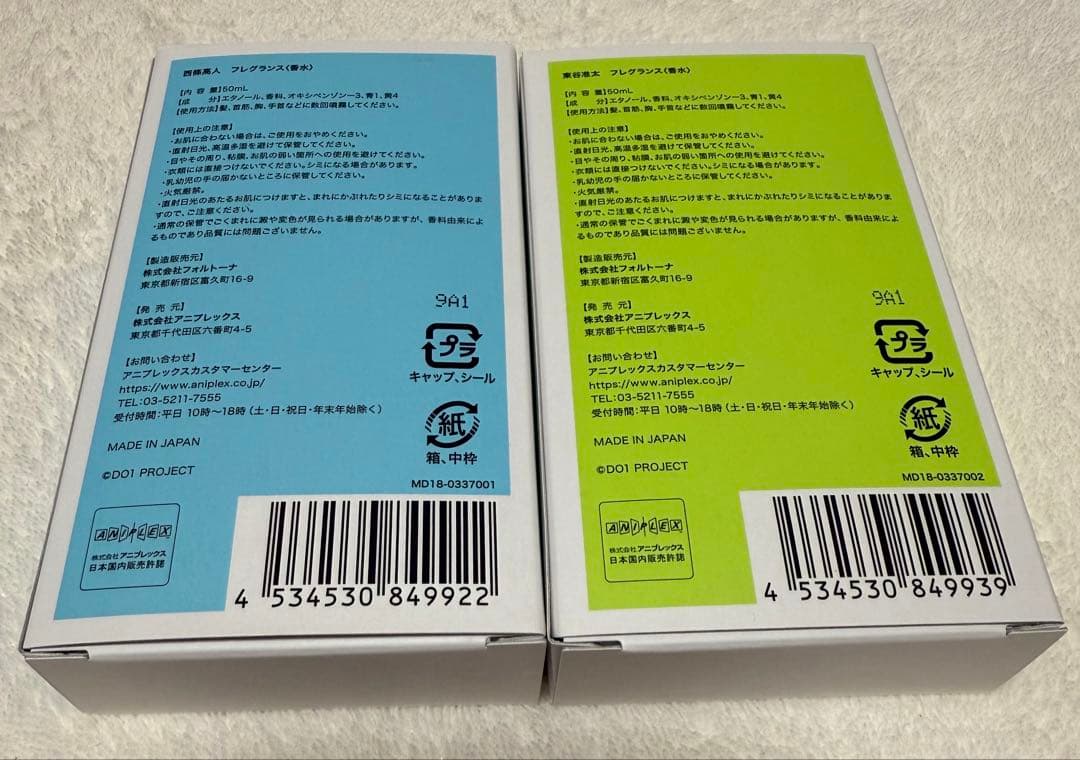 西條高人　フレグランス〈香水〉
【内 容 量】50mL
【成　　分】エタノール、香料、オキシベンゾン－3、青1、黄4
【使用方法】髪、首筋、胸、手首などに数回噴霧してください。
【使用上の注意】
・お肌に合わない場合は、ご使用をおやめください。
・直射日光、高温多湿を避けて保管してください。
・目やその周り、粘膜、お肌の弱い箇所への使用を避けてください。
・衣類には直接つけないでください。シミになる場合があります。
・乳幼児の手の届かないところに保管してください。
・火気厳禁。
・直射日光のあたるお肌につけますと、まれにかぶれたりシミになることがありま
すので、ご注意ください。
・通常の保管でごくまれに澱や変色が見られる場合がありますが、香料由来によ
るものであり品質には問題ございません。
【製造販売元】
株式会社フォルトーナ
東京都新宿区富久町16-9
【発 売 元】
株式会社アニプレックス
東京都千代田区六番町4-5
【お問い合わせ】
アニプレックスカスタマーセンター
https://www.aniplex.co.jp/
TEL：03-5211-7555
受付時間：平日 10時～18時（土・日・祝日・年末年始除く）
MADE IN JAPAN
©DO1 PROJECT
9A1
プラ
キャップ、シール
紙
箱、中枠
MD18-0337001
ANIPLEX
株式会社アニプレックス
日本国内販売許諾
4 534530 849922
東谷准太　フレグランス〈香水〉
【内 容 量】50mL
【成　　分】エタノール、香料、オキシベンゾン－3、青1、黄4
【使用方法】髪、首筋、胸、手首などに数回噴霧してください。
【使用上の注意】
・お肌に合わない場合は、ご使用をおやめください。
・直射日光、高温多湿を避けて保管してください。
・目やその周り、粘膜、お肌の弱い箇所への使用を避けてください。
・衣類には直接つけないでください。シミになる場合があります。
・乳幼児の手の届かないところに保管してください。
・火気厳禁。
・直射日光のあたるお肌につけますと、まれにかぶれたりシミになることがありま
すので、ご注意ください。
・通常の保管でごくまれに澱や変色が見られる場合がありますが、香料由来によ
るものであり品質には問題ございません。
【製造販売元】
株式会社フォルトーナ
東京都新宿区富久町16-9
【発 売 元】
株式会社アニプレックス
東京都千代田区六番町4-5
【お問い合わせ】
アニプレックスカスタマーセンター
https://www.aniplex.co.jp/
TEL：03-5211-7555
受付時間：平日 10時～18時（土・日・祝日・年末年始除く）
MADE IN JAPAN
©DO1 PROJECT
9A1
プラ
キャップ、シール
紙
箱、中枠
MD18-0337002
ANIPLEX
株式会社アニプレックス
日本国内販売許諾
4 534530 849939